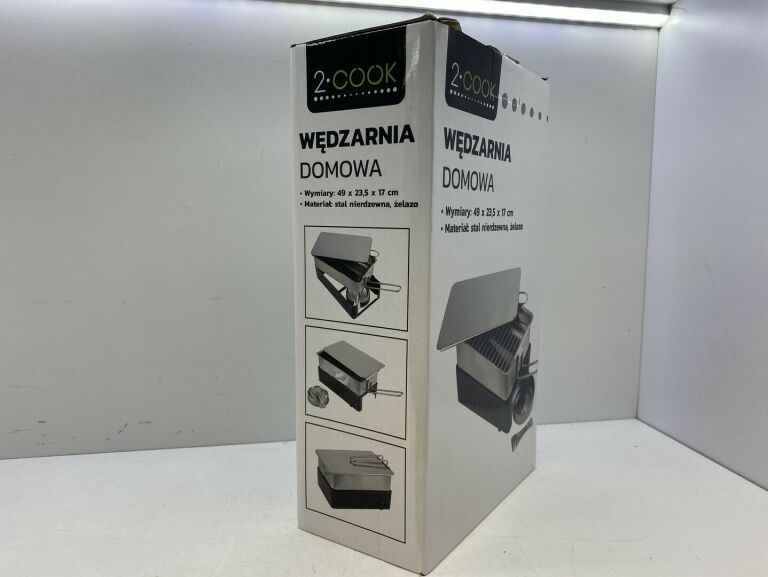 2·COOK
WĘDZARNIA
DOMOWA
• Wymiary: 49 x 23,5 x 17 cm
• Materiał: stal nierdzewna, żelazo
2·COOK
WĘDZARNIA
DOMOWA
• Wymiary: 49 x 23,5 x 17 cm
• Materiał: stal nierdzewna, żelazo